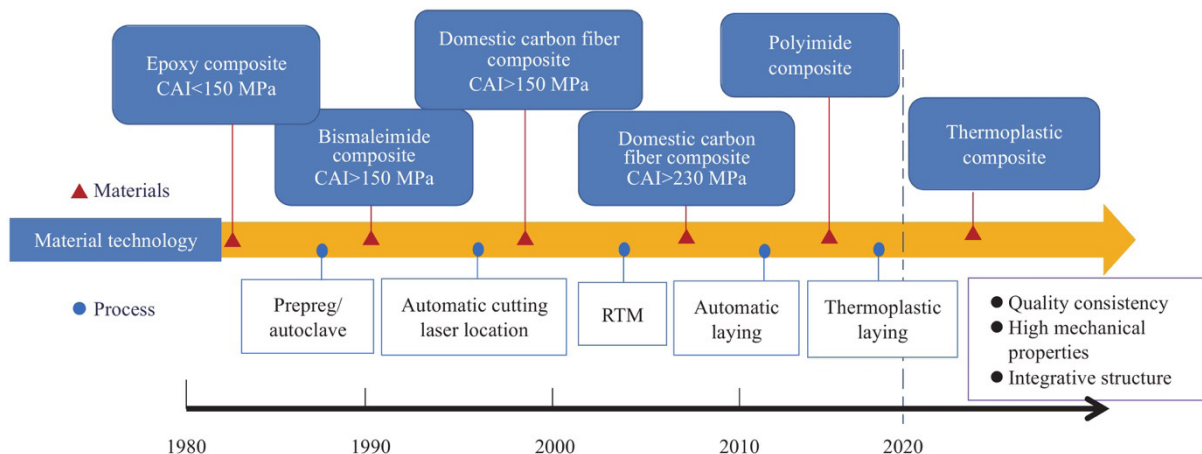 Epoxy composite
CAI<150 MPa
Bismaleimide
composite
CAI>150 MPa
Domestic carbon fiber
composite
CAI>150 MPa
Domestic carbon
fiber composite
CAI>230 MPa
Polyimide
composite
Thermoplastic
composite
Materials
Material technology
Process
Prepreg/
autoclave
Automatic cutting
laser location
RTM
Automatic
laying
Thermoplastic
laying
Quality consistency
High mechanical
properties
Integrative structure
1980
1990
2000
2010
2020